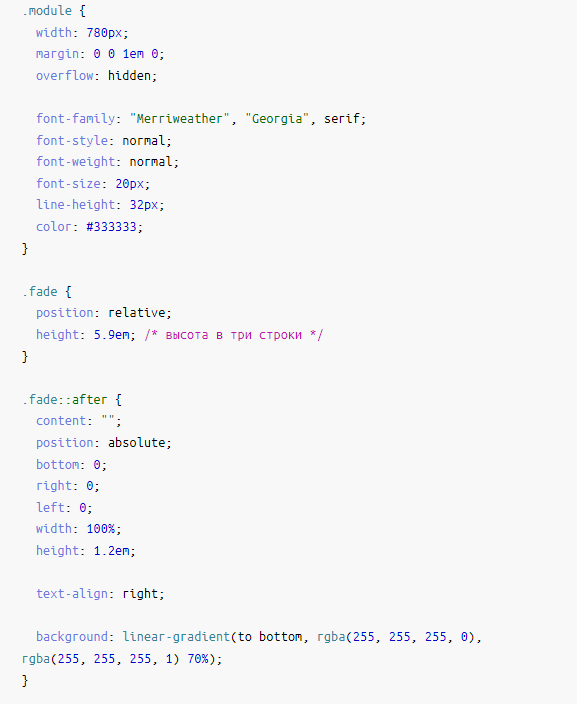 .module {
  width: 780px;
  margin: 0 0 1em 0;
  overflow: hidden;

  font-family: "Merriweather", "Georgia", serif;
  font-style: normal;
  font-weight: normal;
  font-size: 20px;
  line-height: 32px;
  color: #333333;
}

.fade {
  position: relative;
  height: 5.9em; /* высота в три строки */
}

.fade::after {
  content: "";
  position: absolute;
  bottom: 0;
  right: 0;
  left: 0;
  width: 100%;
  height: 1.2em;

  text-align: right;

  background: linear-gradient(to bottom, rgba(255, 255, 255, 0),
rgba(255, 255, 255, 1) 70%);
}